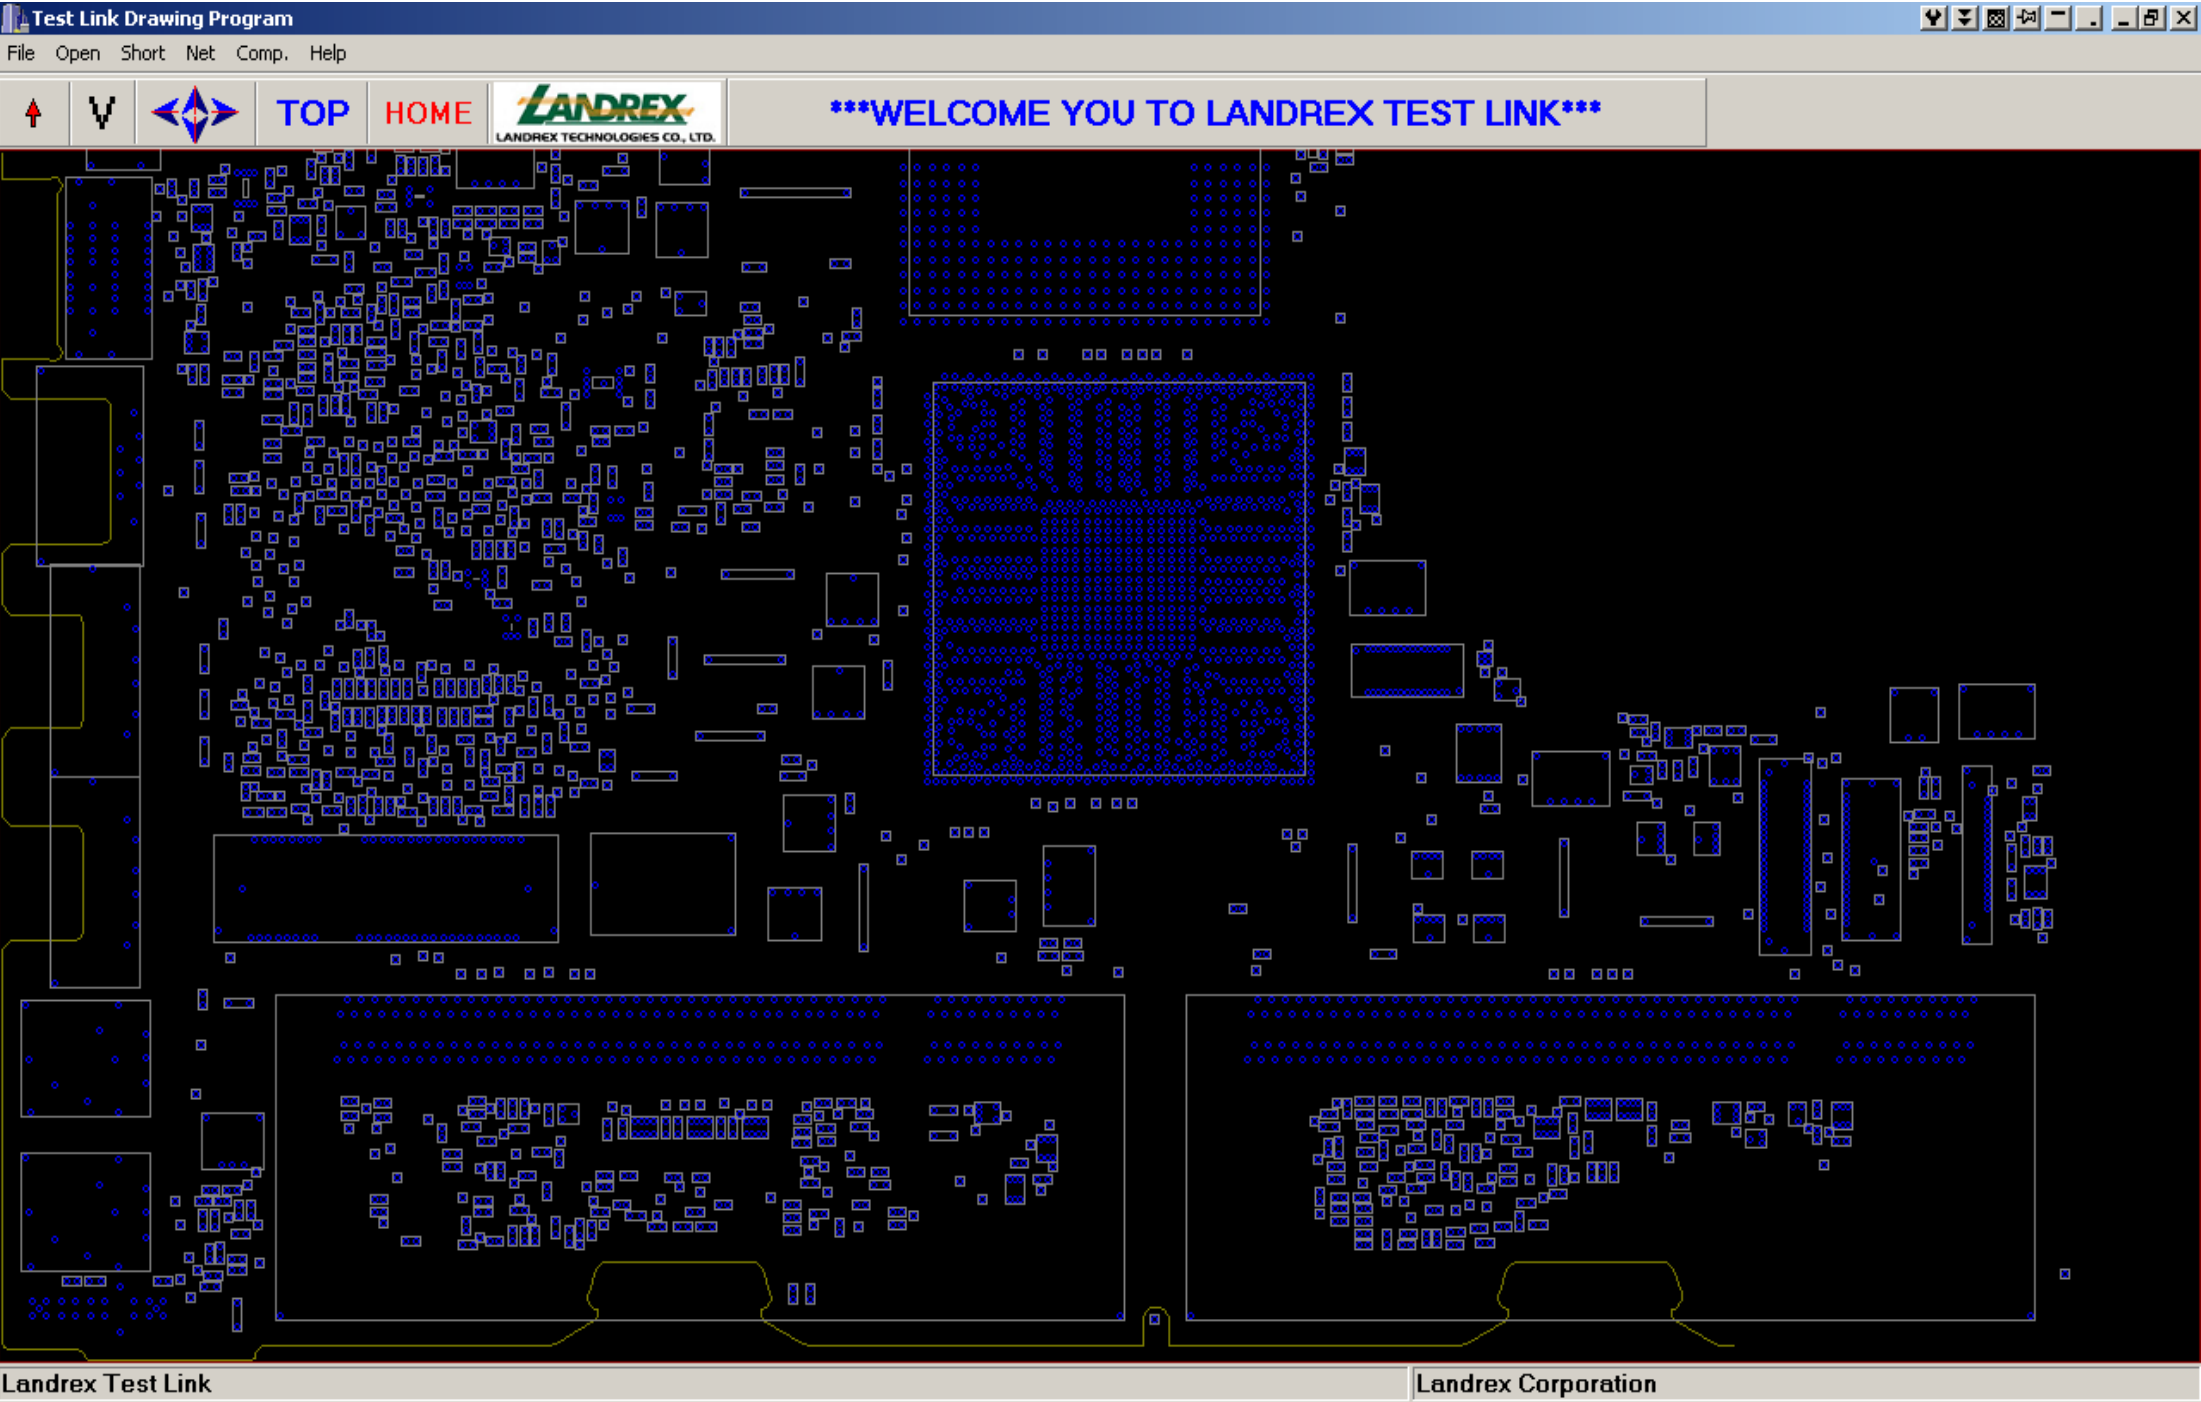 Test Link Drawing Program
File Open Short Net Comp. Help
V TOP HOME LANDREX ***WELCOME YOU TO LANDREX TEST LINK***
LANDREX TECHNOLOGIES CO., LTD.
Landrex Test Link Landrex Corporation